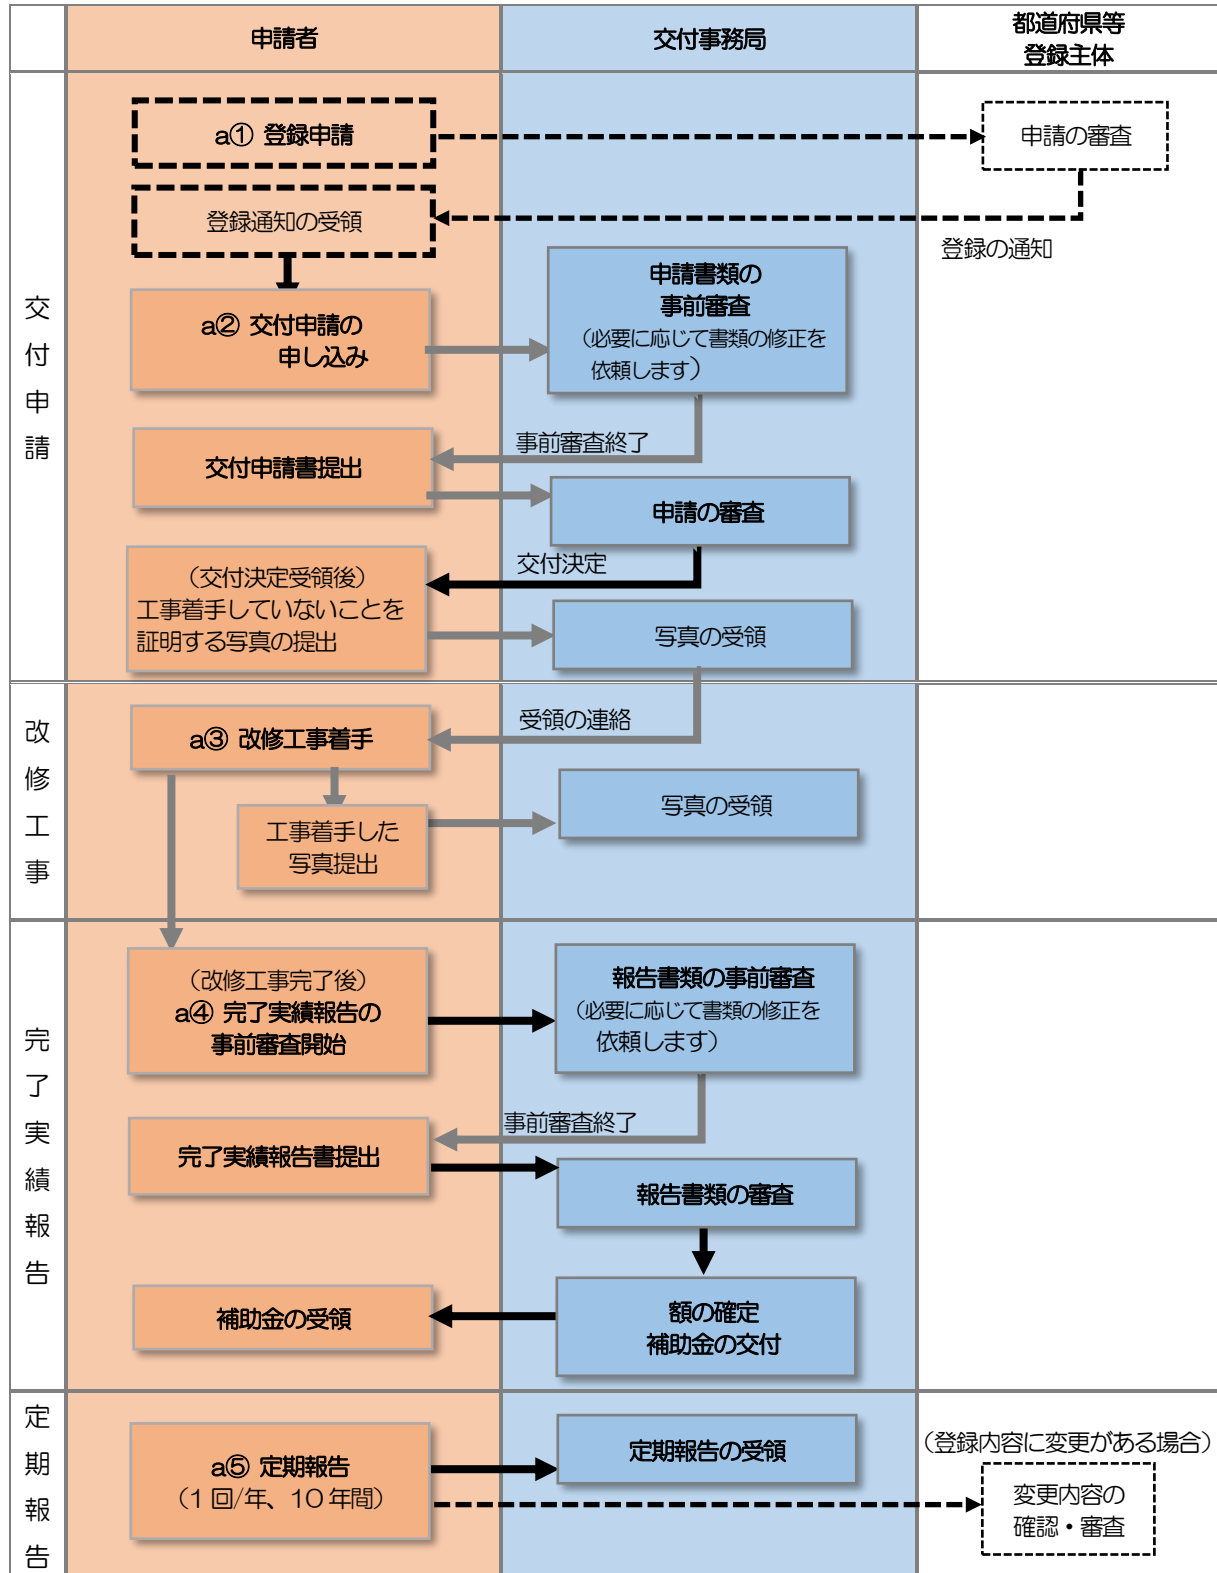 申請者
交付事務局
都道府県等
登録主体
交付申請
a① 登録申請
申請の審査
登録通知の受領
登録の通知
申請書類の
事前審査
(必要に応じて書類の修正を
依頼します)
a② 交付申請の
申し込み
事前審査終了
交付申請書提出
申請の審査
交付決定
(交付決定受領後)
工事着手していないことを
証明する写真の提出
写真の受領
改修工事
受領の連絡
a③ 改修工事着手
写真の受領
工事着手した
写真提出
完了実績報告
(改修工事完了後)
a④ 完了実績報告の
事前審査開始
報告書類の事前審査
(必要に応じて書類の修正を
依頼します)
事前審査終了
完了実績報告書提出
報告書類の審査
補助金の受領
額の確定
補助金の交付
定期報告
a⑤ 定期報告
(1回/年、10年間)
定期報告の受領
(登録内容に変更がある場合)
変更内容の
確認・審査